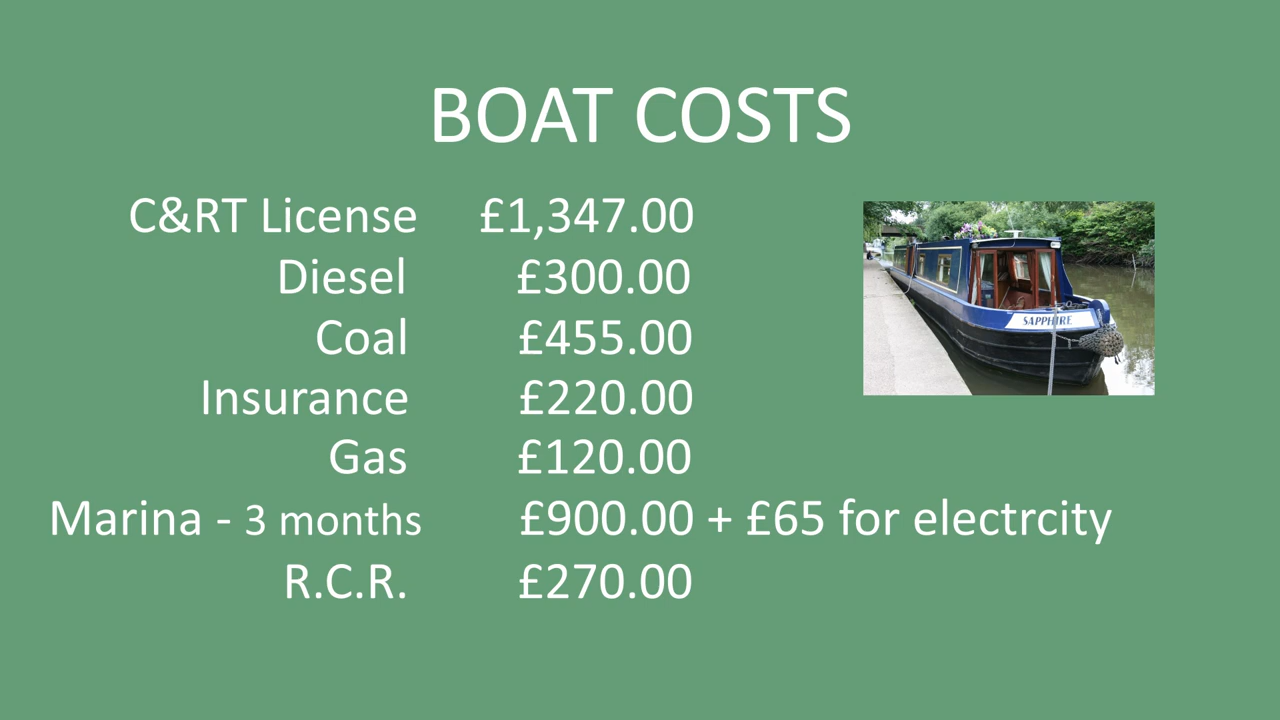 BOAT COSTS
C&RT License £1,347.00
Diesel £300.00
SAPPHIRE
Coal £455.00
Insurance £220.00
Gas £120.00
Marina - 3 months £900.00 + £65 for electrcity
R.C.R. £270.00